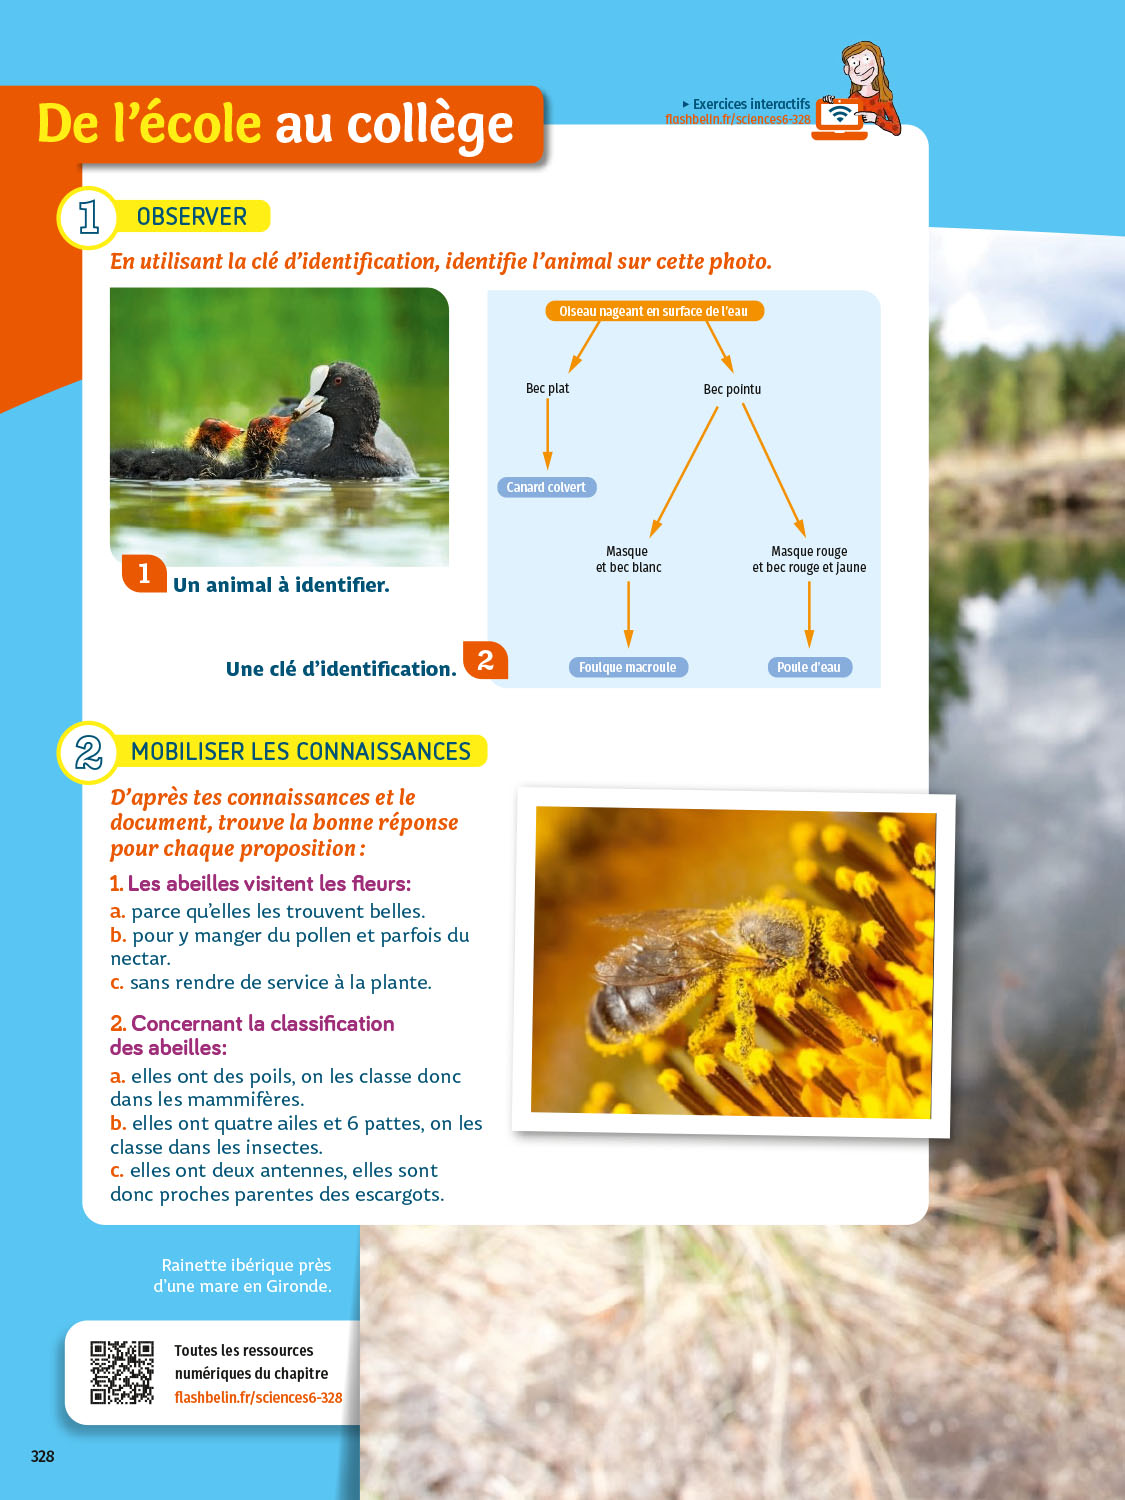 De l'école au collège
▸ Exercices interactifs
flashbelin.fr/sciences6-328
1 OBSERVER
En utilisant la clé d'identification, identifie l'animal sur cette photo.
1 Un animal à identifier.
Oiseau nageant en surface de l'eau
Bec plat
Bec pointu
Canard colvert
Masque
et bec blanc
Masque rouge
et bec rouge et jaune
Foulque macroule
Poule d'eau
Une clé d'identification. 2
2 MOBILISER LES CONNAISSANCES
D'après tes connaissances et le
document, trouve la bonne réponse
pour chaque proposition :
1. Les abeilles visitent les fleurs:
a. parce qu'elles les trouvent belles.
b. pour y manger du pollen et parfois du
nectar.
c. sans rendre de service à la plante.
2. Concernant la classification
des abeilles:
a. elles ont des poils, on les classe donc
dans les mammifères.
b. elles ont quatre ailes et 6 pattes, on les
classe dans les insectes.
c. elles ont deux antennes, elles sont
donc proches parentes des escargots.
Rainette ibérique près
d'une mare en Gironde.
Toutes les ressources
numériques du chapitre
flashbelin.fr/sciences6-328
328